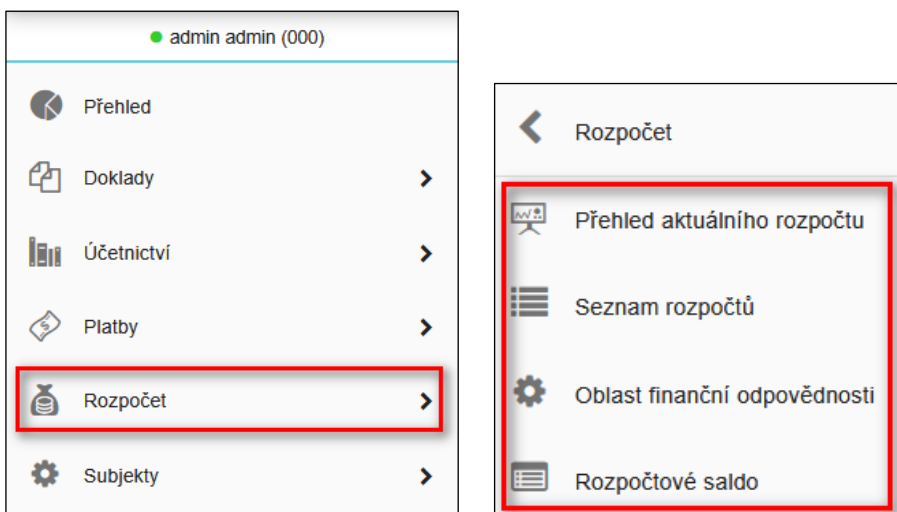 admin admin (000)
Přehled
Doklady
Účetnictví
Platby
Rozpočet
Subjekty
Rozpočet
Přehled aktuálního rozpočtu
Seznam rozpočtů
Oblast finanční odpovědnosti
Rozpočtové saldo